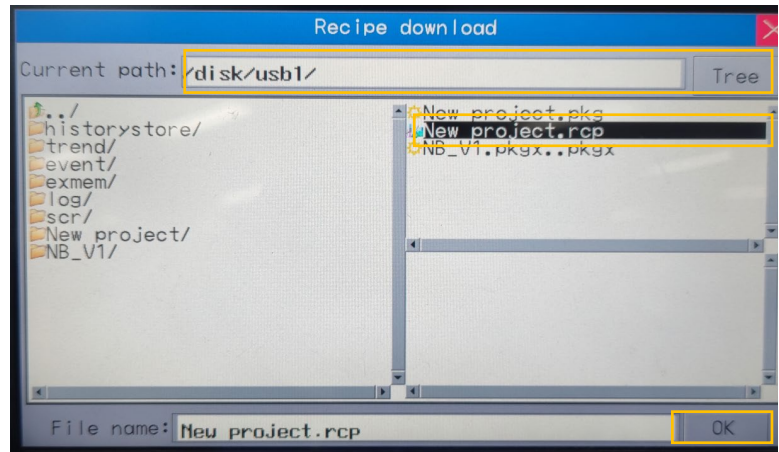 Recipe download
Current path: /disk/usb1/
Tree
../
historystore/
trend/
event/
exmem/
log/
scr/
New project/
NB_V1/
New project.pkg
New project.rcp
NB_V1.pkgx..pkgx
File name: New project.rcp
OK